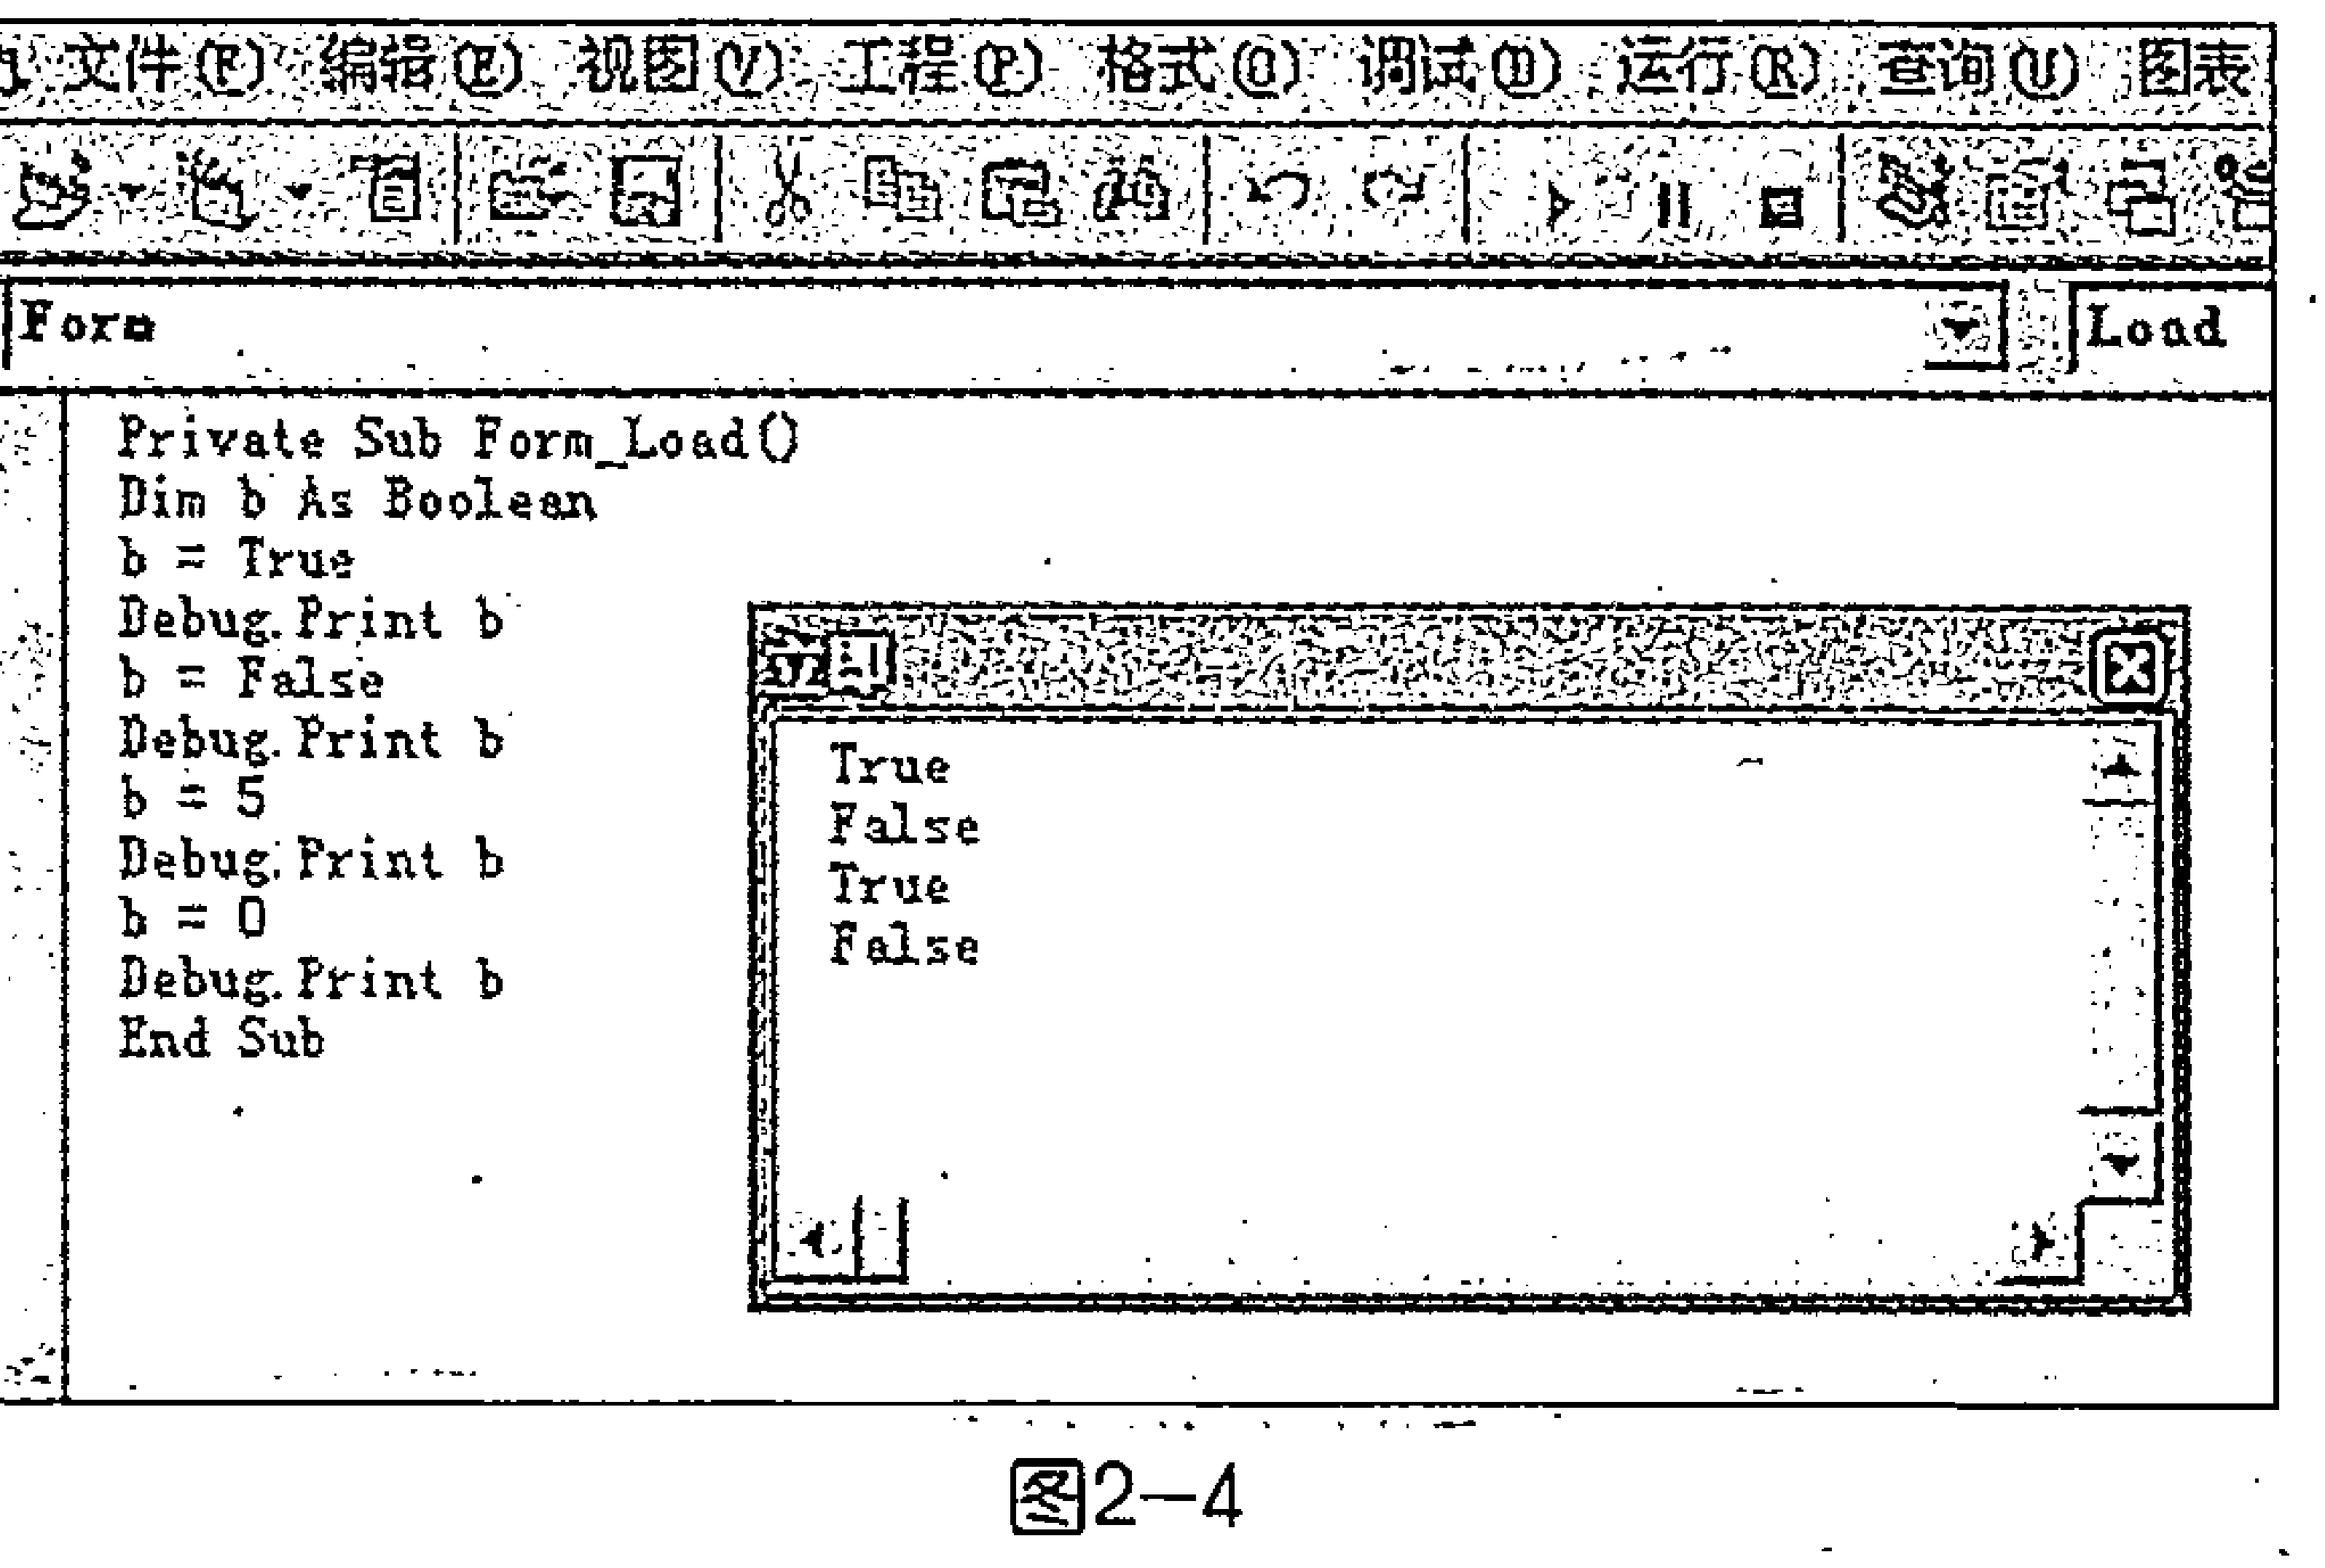 文件(F) 编辑(E) 视图(V) 工程(P) 格式(O) 调试(D) 运行(R) 查询(U) 图表
Form
Load
Private Sub Form_Load()
Dim b As Boolean
b = True
Debug.Print b
b = False
Debug.Print b
b = 5
Debug.Print b
b = 0
Debug.Print b
End Sub
立即
True
False
True
False
图2-4